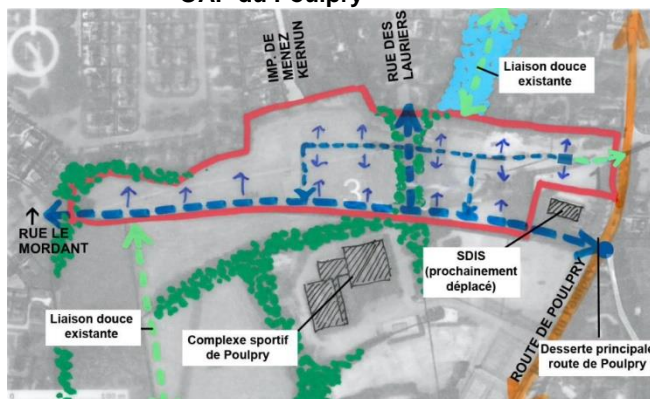 OAP du Poulpry
IMP. DE
MENEZ
KERNUN
RUE DES
LAURIERS
Liaison douce
existante
3
RUE LE
MORDANT
SDIS
(prochainement
déplacé)
Liaison douce
existante
Complexe sportif
de Poulpry
ROUTE DE POULPRY
Desserte principale
route de Poulpry